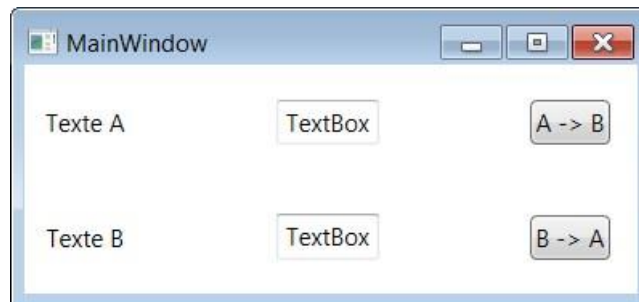 MainWindow
Texte A TextBox A -> B
Texte B TextBox B -> A